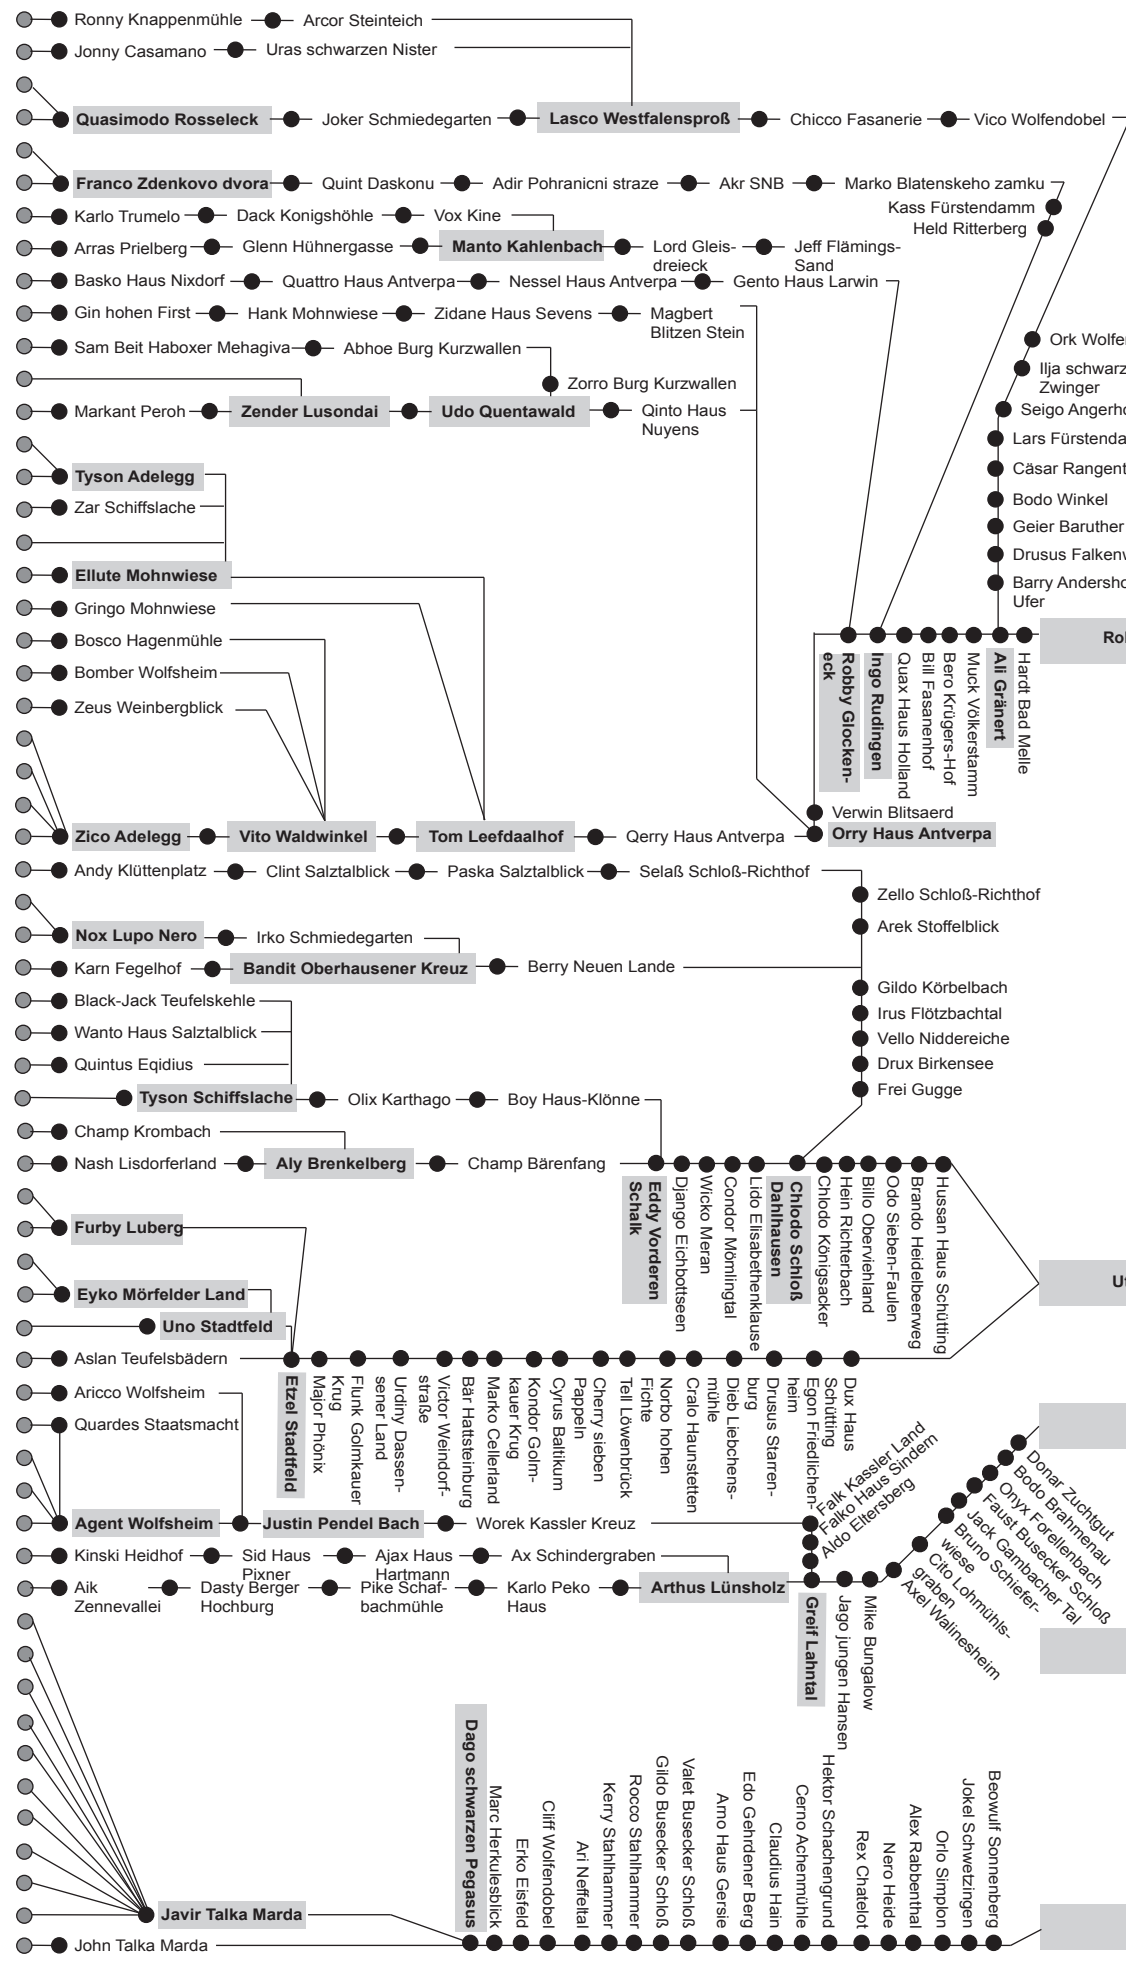 Ronny Knappenmühle
Arcor Steinteich
Jonny Casamano
Uras schwarzen Nister
Quasimodo Rosseleck
Joker Schmiedegarten
Lasco Westfalensproß
Chicco Fasanerie
Vico Wolfendobel
Franco Zdenkovo dvora
Quint Daskonu
Adir Pohranicni straze
Akr SNB
Marko Blatenskeho zamku
Kass Fürstendamm
Held Ritterberg
Karlo Trumelo
Dack Konigshöhle
Vox Kine
Arras Prielberg
Glenn Hühnergasse
Manto Kahlenbach
Lord Gleis-
dreieck
Jeff Flämings-
Sand
Basko Haus Nixdorf
Quattro Haus Antverpa
Nessel Haus Antverpa
Gento Haus Larwin
Gin hohen First
Hank Mohnwiese
Zidane Haus Sevens
Magbert
Blitzen Stein
Sam Beit Haboxer Mehagiva
Abhoe Burg Kurzwallen
Zorro Burg Kurzwallen
Markant Peroh
Zender Lusondai
Udo Quentawald
Qinto Haus
Nuyens
Ork Wolfe
Ilja schwarz
Zwinger
Seigo Angerh
Lars Fürstenda
Cäsar Rangent
Bodo Winkel
Geier Baruther
Drusus Falken
Barry Andersho
Ufer
Tyson Adelegg
Zar Schiffslache
Ellute Mohnwiese
Gringo Mohnwiese
Bosco Hagenmühle
Bomber Wolfsheim
Zeus Weinbergblick
Ro
Robby Glocken-
eck
Ingo Rudingen
Quax Haus Holland
Bill Fasanenhof
Bero Krügers-Hof
Muck Völkerstamm
Ali Gränert
Hardt Bad Melle
Verwin Blitsaerd
Zico Adelegg
Vito Waldwinkel
Tom Leefdaalhof
Qerry Haus Antverpa
Orry Haus Antverpa
Andy Klüttenplatz
Clint Salztalblick
Paska Salztalblick
Selaß Schloß-Richthof
Zello Schloß-Richthof
Arek Stoffelblick
Nox Lupo Nero
Irko Schmiedegarten
Karn Fegelhof
Bandit Oberhausener Kreuz
Berry Neuen Lande
Gildo Körbelbach
Irus Flötzbachtal
Vello Niddereiche
Drux Birkensee
Frei Gugge
Black-Jack Teufelskehle
Wanto Haus Salztalblick
Quintus Eqidius
Tyson Schiffslache
Olix Karthago
Boy Haus-Klönne
Champ Krombach
Nash Lisdorferland
Aly Brenkelberg
Champ Bärenfang
Eddy Vorderen
Schalk
Django Eichbottseen
Wicko Meran
Condor Mömlingtal
Lido Elisabethenklause
Chlodo Schloß
Dahlhausen
Chlodo Königsacker
Hein Richterbach
Billo Oberviehland
Odo Sieben-Faulen
Brando Heidelbeerweg
Hussan Haus Schütting
Furby Luberg
Eyko Mörfelder Land
Uno Stadtfeld
U
Aslan Teufelsbädern
Etzel Stadtfeld
Major Phönix
Krug
Flunk Golmkauer
Urdiny Dassen-
sener Land
Victor Weindorf-
straße
Bär Hattsteinburg
Marko Cellerland
Kondor Golm-
kauer Krug
Cyrus Baltikum
Cherry sieben
Pappeln
Tell Löwenbrück
Norbo hohen
Fichte
Cralo Haunstetten
Dieb Liebchens-
mühle
Drusus Starren-
burg
Egon Friedlichen-
heim
Dux Haus
Schütting
Aricco Wolfsheim
Quardes Staatsmacht
Agent Wolfsheim
Justin Pendel Bach
Worek Kassler Kreuz
Falk Kassler Land
Falko Haus Sindern
Aldo Eltersberg
Kinski Heidhof
Sid Haus
Pixner
Ajax Haus
Hartmann
Ax Schindergraben
Aik
Zennevallei
Dasty Berger
Hochburg
Pike Schaf-
bachmühle
Karlo Peko
Haus
Arthus Lünsholz
Greif Lahntal
Jago jungen Hansen
Mike Bungalow
Axel Walinesheim
Cito Lohmühls-
graben
Bruno Schiefer-
wiese
Jack Gambacher Tal
Faust Busecker Schloß
Onyx Forellenbach
Bodo Brahmenau
Donar Zuchtgut
Javir Talka Marda
John Talka Marda
Dago schwarzen Pegasus
Marc Herkulesblick
Erko Eisfeld
Cliff Wolfendobel
Ari Neffeltal
Kerry Stahlhammer
Rocco Stahlhammer
Gildo Busecker Schloß
Valet Busecker Schloß
Arno Haus Gersie
Edo Gehrdener Berg
Claudius Hain
Cerno Achenmühle
Hektor Schachengrund
Rex Chatelot
Nero Heide
Alex Rabbenthal
Orlo Simplon
Jokel Schwetzingen
Beowulf Sonnenberg